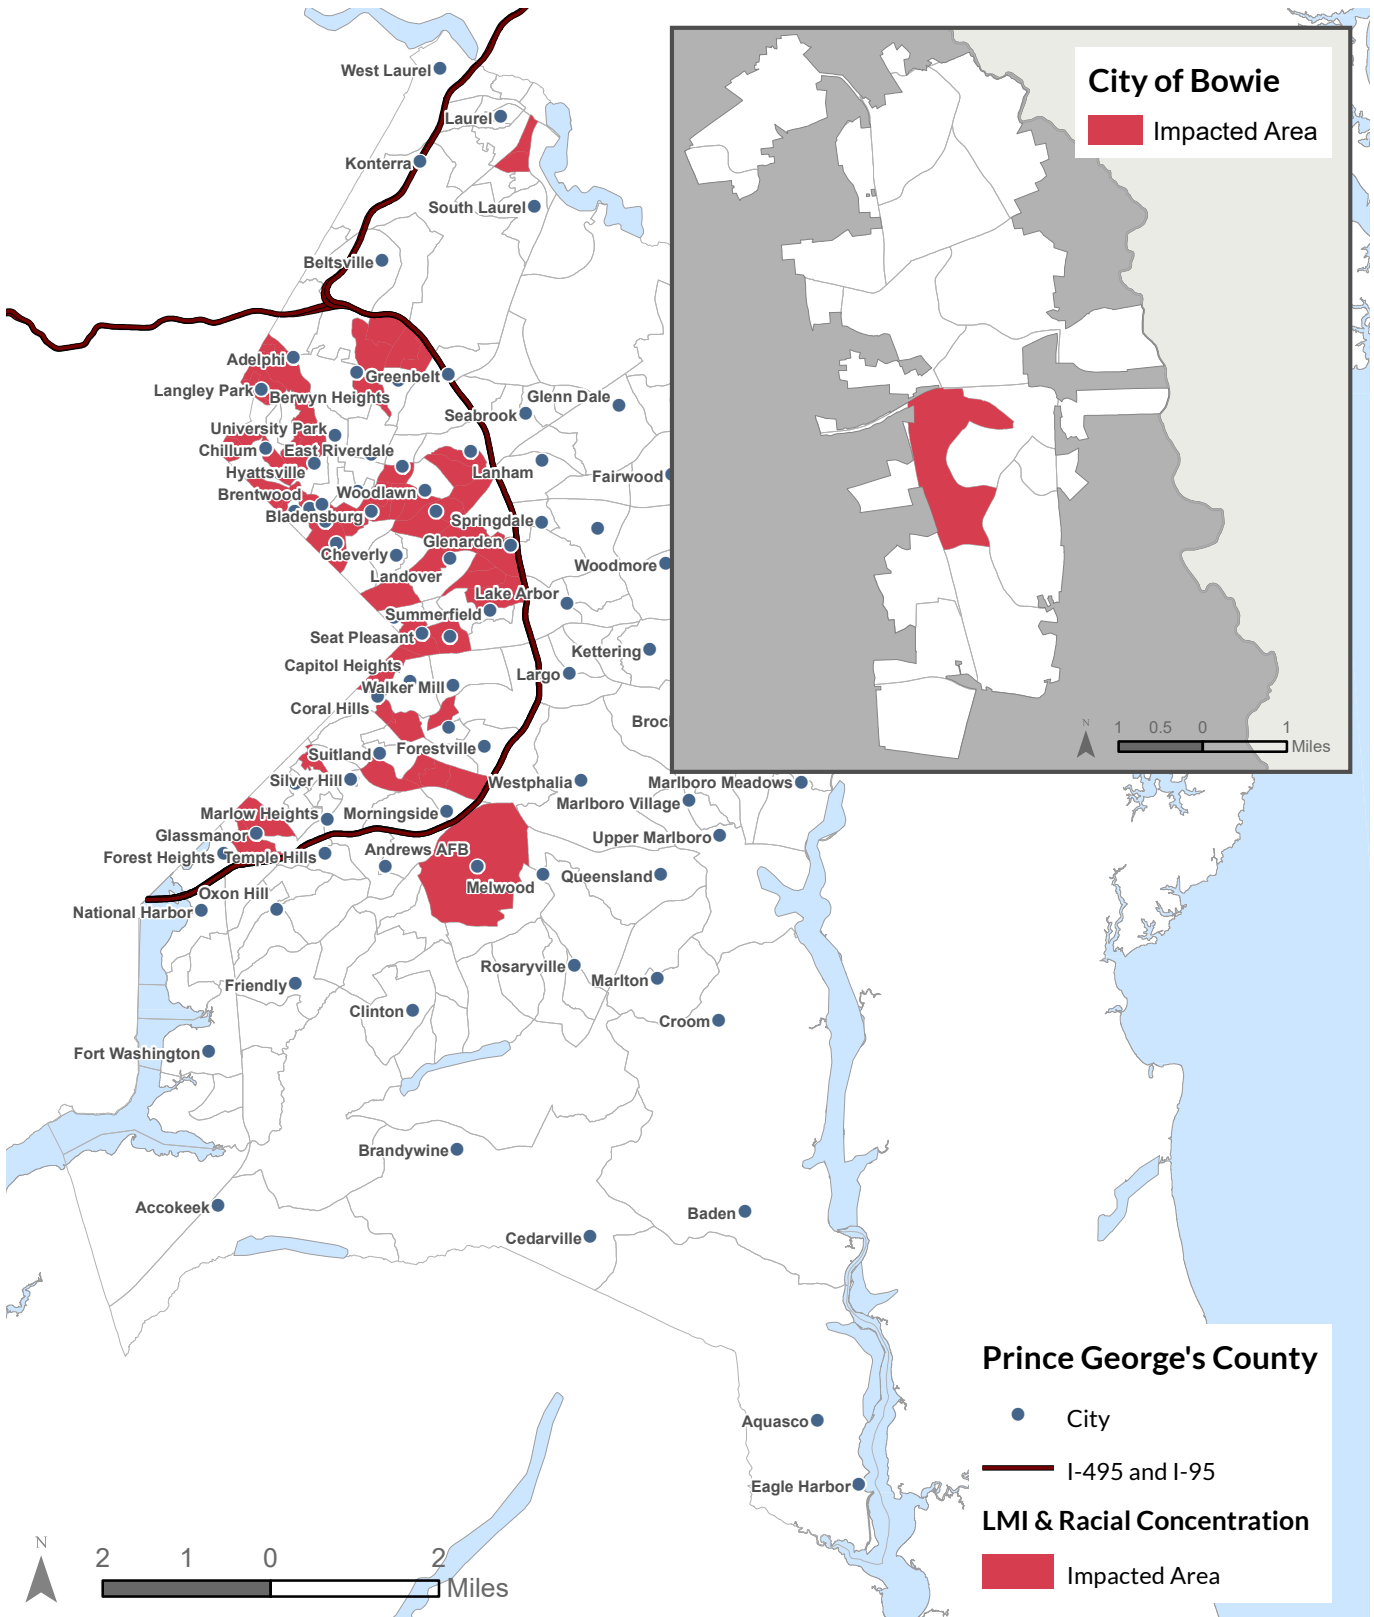 West Laurel
Laurel
Konterra
South Laurel
Beltsville
Adelphi
Langley Park
Greenbelt
Berwyn Heights
Seabrook
Glenn Dale
University Park
Chillum
East Riverdale
Hyattsville
Lanham
Fairwood
Brentwood
Woodlawn
Bladensburg
Springdale
Glenarden
Cheverly
Woodmore
Landover
Lake Arbor
Summerfield
Seat Pleasant
Kettering
Capitol Heights
Largo
Walker Mill
Coral Hills
Broc
Suitland
Forestville
Silver Hill
Westphalia
Marlboro Meadows
Marlboro Village
Marlow Heights
Morningside
Glassmanor
Upper Marlboro
Forest Heights
Temple Hills
Andrews AFB
Melwood
Queensland
Oxon Hill
National Harbor
Rosaryville
Marlton
Friendly
Clinton
Croom
Fort Washington
Brandywine
Accokeek
Baden
Cedarville
Aquasco
Eagle Harbor
City of Bowie
Impacted Area
N
1 0.5 0 1
Miles
Prince George's County
City
I-495 and I-95
LMI & Racial Concentration
Impacted Area
N
2 1 0 2
Miles